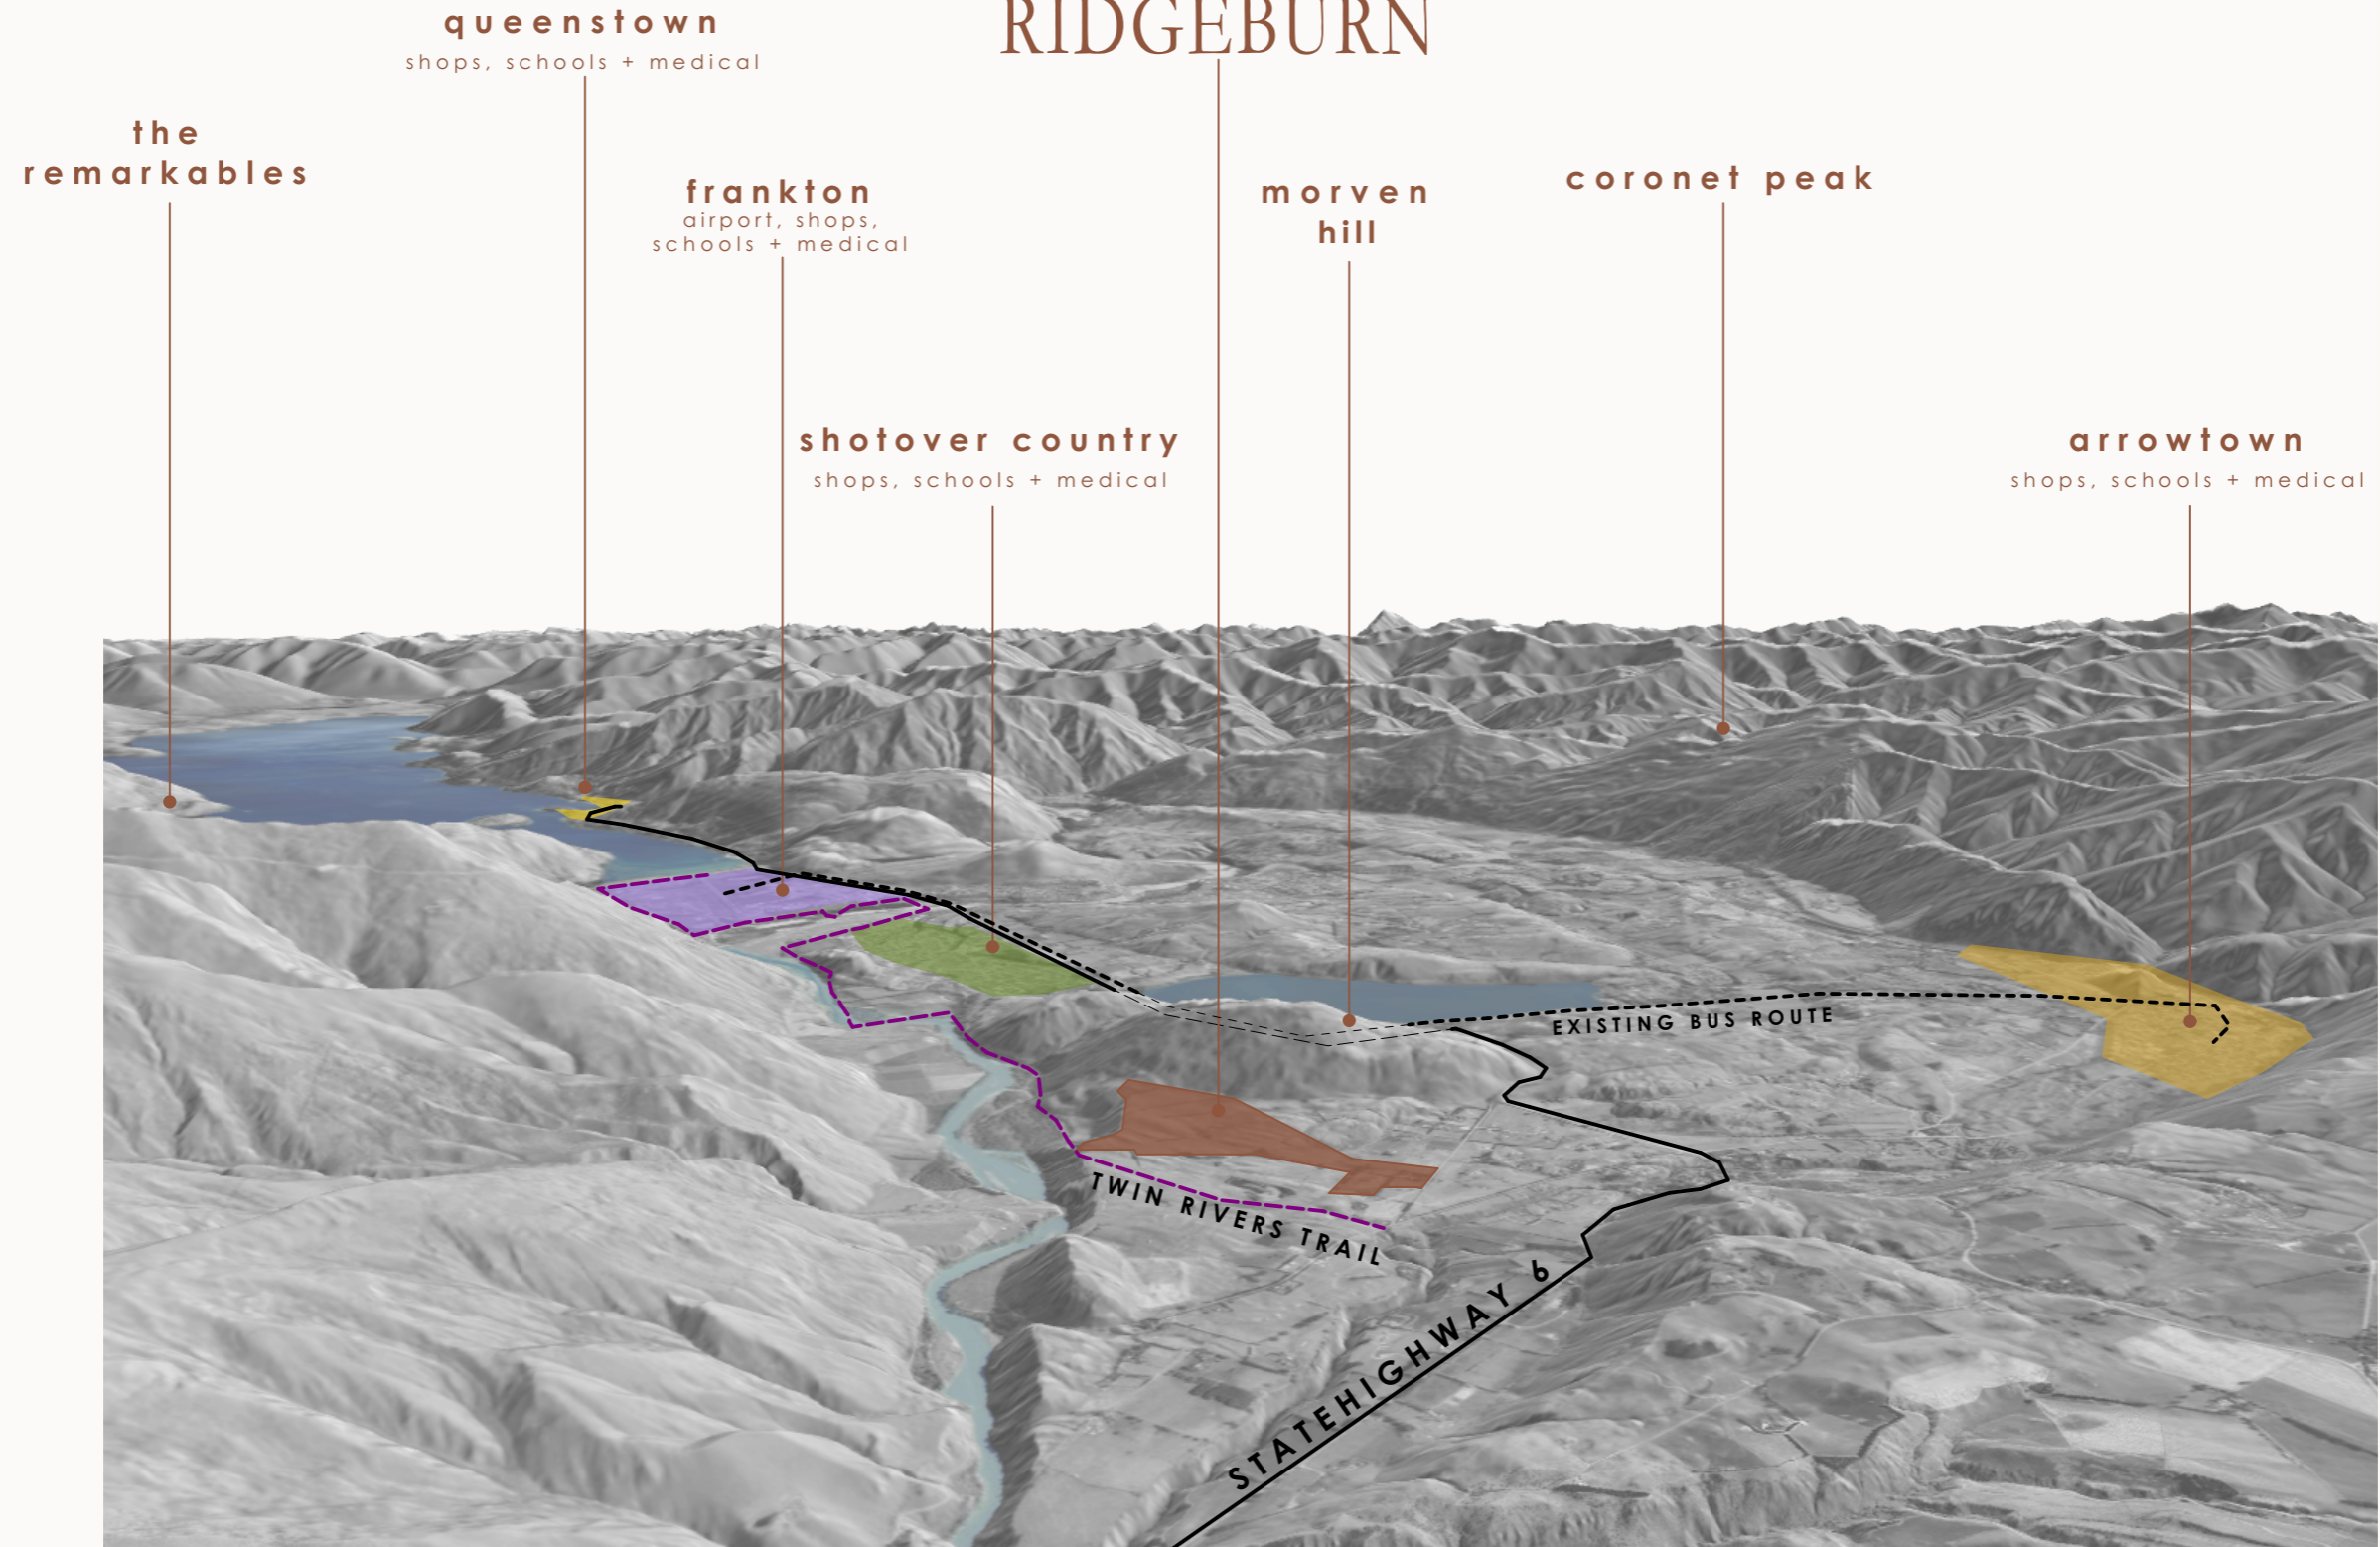 queenstown
shops, schools + medical
RIDGEBURN
the
remarkables
frankton
airport, shops,
schools + medical
morven
hill
coronet peak
shotover country
shops, schools + medical
arrowtown
shops, schools + medical
EXISTING BUS ROUTE
TWIN RIVERS TRAIL
STATEHIGHWAY 6